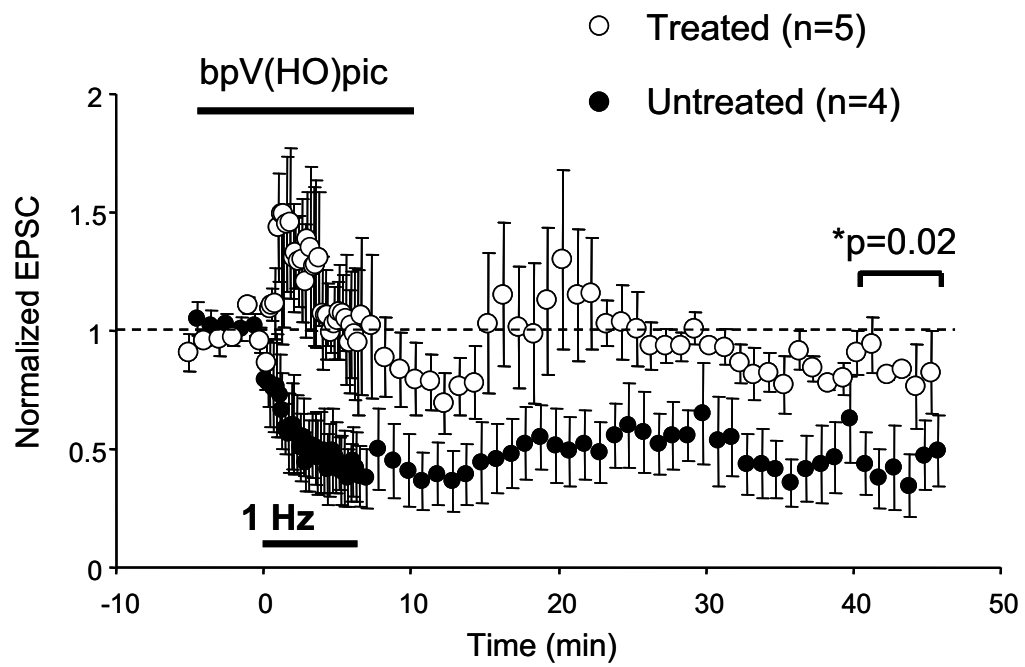 Treated (n=5)
Untreated (n=4)
bpV(HO)pic
2
1.5
1
0.5
0
Normalized EPSC
*p=0.02
1 Hz
-10 0 10 20 30 40 50
Time (min)